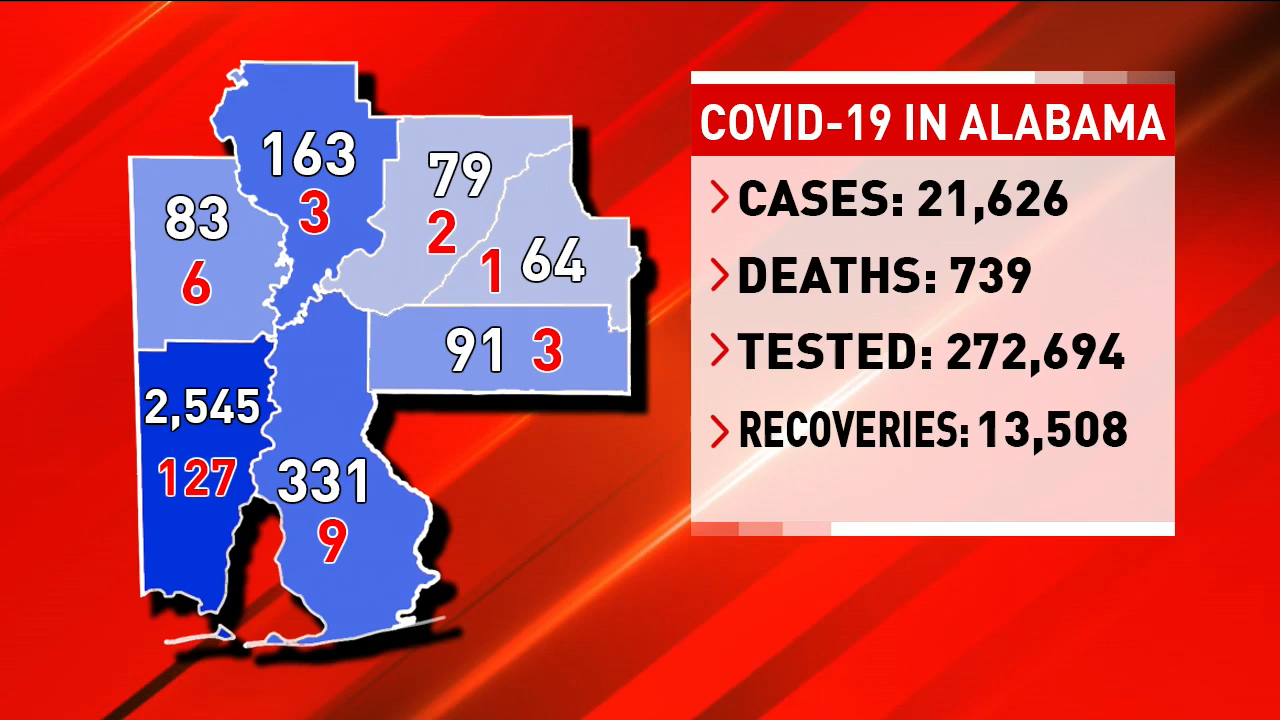 163
3
79
2
83
6
1 64
91 3
2,545
127
331
9
COVID-19 IN ALABAMA
CASES: 21,626
DEATHS: 739
TESTED: 272,694
RECOVERIES: 13,508